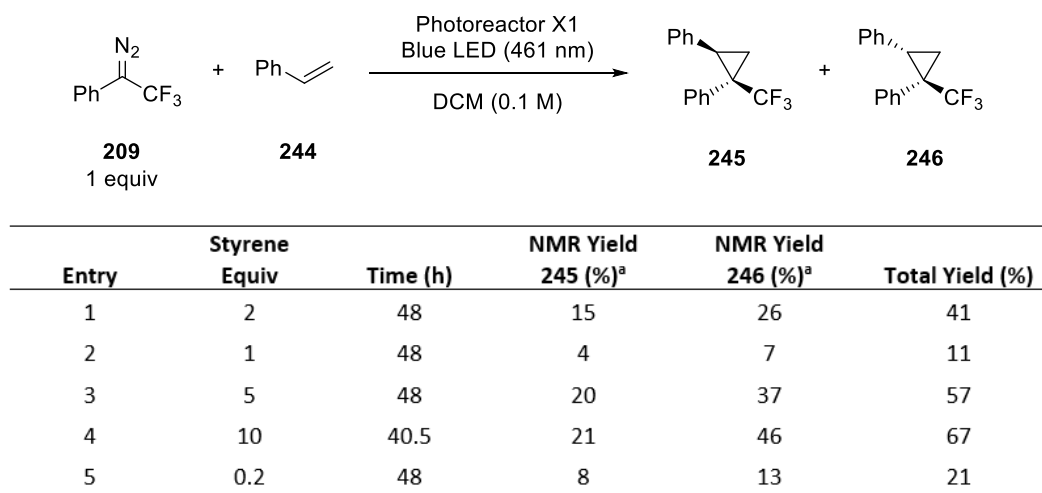 Photoreactor X1
Blue LED (461 nm)
DCM (0.1 M)
N2
Ph
CF3
+
Ph
Ph
Ph
CF3
+
Ph
Ph
CF3
209
1 equiv
244
245
246
Entry Styrene Equiv Time (h) NMR Yield 245 (%)a NMR Yield 246 (%)a Total Yield (%)
1 2 48 15 26 41
2 1 48 4 7 11
3 5 48 20 37 57
4 10 40.5 21 46 67
5 0.2 48 8 13 21